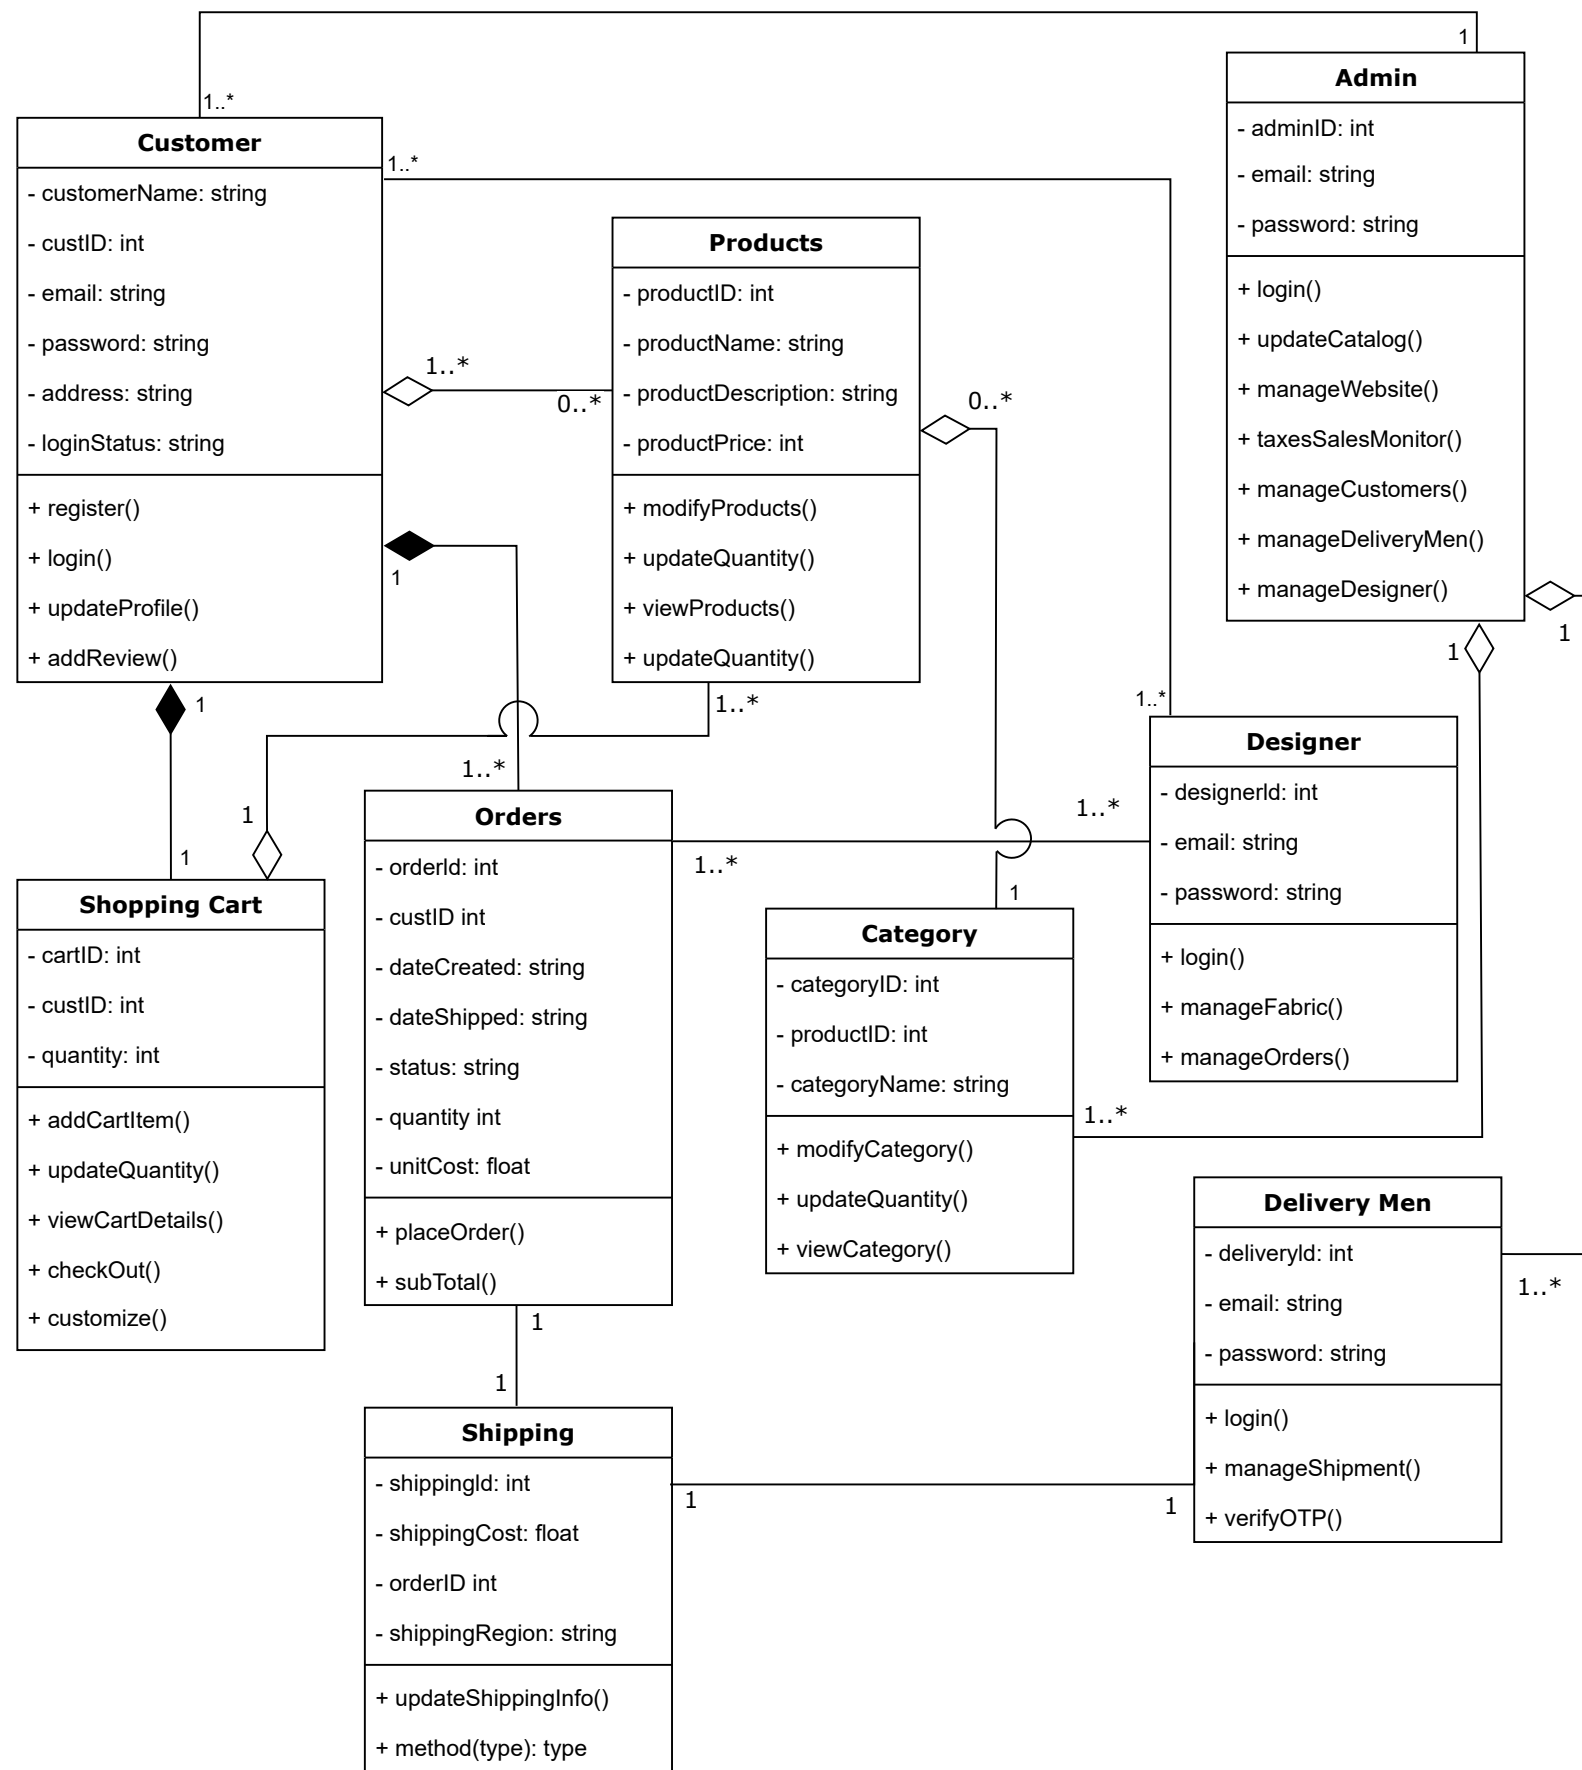 1
1..*
Admin
- adminID: int
- email: string
- password: string
+ login()
+ updateCatalog()
+ manageWebsite()
+ taxesSalesMonitor()
+ manageCustomers()
+ manageDeliveryMen()
+ manageDesigner()
1
1
Customer
- customerName: string
- custID: int
- email: string
- password: string
- address: string
- loginStatus: string
+ register()
+ login()
+ updateProfile()
+ addReview()
1..*
1..*
0..*
1
1
Products
- productID: int
- productName: string
- productDescription: string
- productPrice: int
+ modifyProducts()
+ updateQuantity()
+ viewProducts()
+ updateQuantity()
0..*
1..*
1..*
1..*
1
1
Shopping Cart
- cartID: int
- custID: int
- quantity: int
+ addCartItem()
+ updateQuantity()
+ viewCartDetails()
+ checkOut()
+ customize()
Orders
- orderId: int
- custID int
- dateCreated: string
- dateShipped: string
- status: string
- quantity int
- unitCost: float
+ placeOrder()
+ subTotal()
1..*
1..*
1
1
1
Category
- categoryID: int
- productID: int
- categoryName: string
+ modifyCategory()
+ updateQuantity()
+ viewCategory()
1..*
Designer
- designerId: int
- email: string
- password: string
+ login()
+ manageFabric()
+ manageOrders()
Delivery Men
- deliveryId: int
- email: string
- password: string
+ login()
+ manageShipment()
+ verifyOTP()
1..*
Shipping
- shippingId: int
- shippingCost: float
- orderID int
- shippingRegion: string
+ updateShippingInfo()
+ method(type): type
1
1